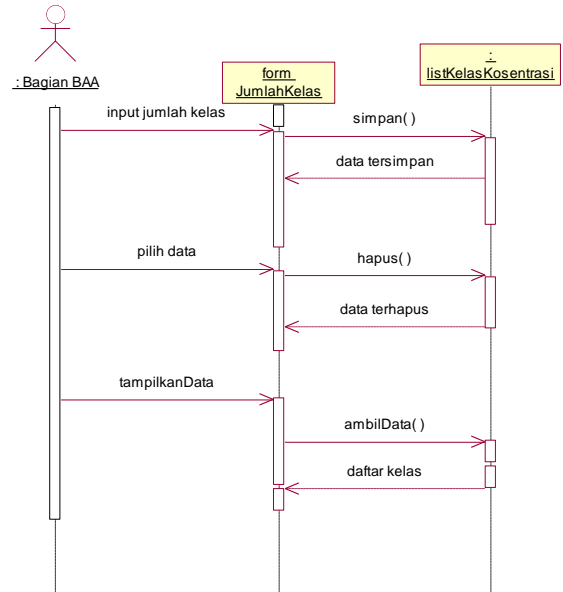 : Bagian BAA
form
JumlahKelas
:
listKelasKosentrasi
input jumlah kelas
simpan( )
data tersimpan
pilih data
hapus( )
data terhapus
tampilkanData
ambilData( )
daftar kelas